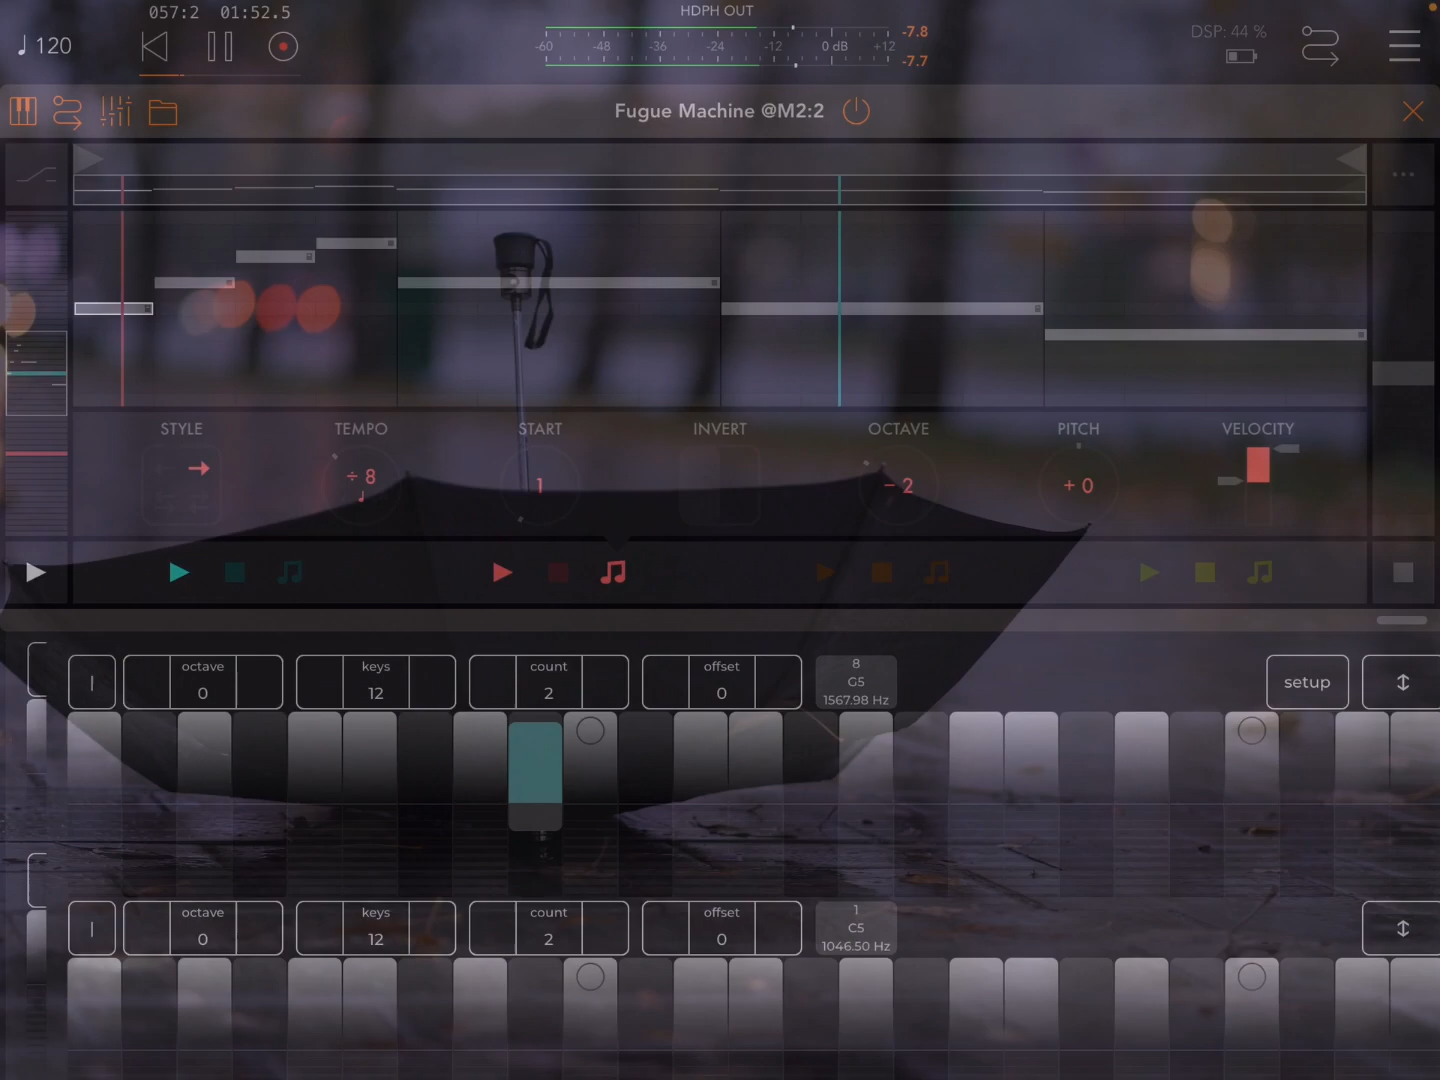 057:2 01:52.5
HDPH OUT
♩ 120
-60 -48 -36 -24 -12 0 dB +12
-7.8
-7.7
DSP: 44 %
Fugue Machine @M2:2
STYLE TEMPO START INVERT OCTAVE PITCH VELOCITY
÷ 8
1
- 2
+ 0
octave
0
keys
12
count
2
offset
0
8
G5
1567.98 Hz
setup
octave
0
keys
12
count
2
offset
0
1
C5
1046.50 Hz